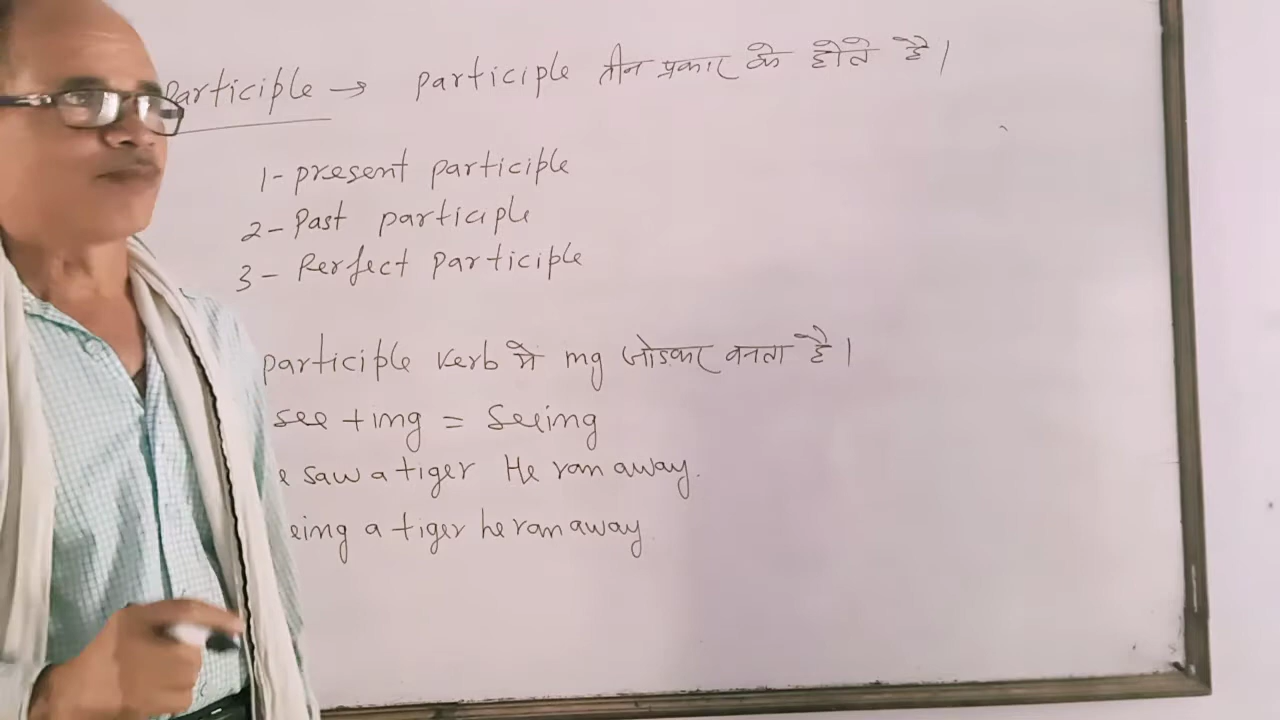 Participle → participle तीन प्रकार के होते है।
1- present participle
2- Past participle
3- Perfect participle
participle verb मे ing जोडकर बनता है।
see + ing = Seeing
saw a tiger He ran away.
eing a tiger he ran away